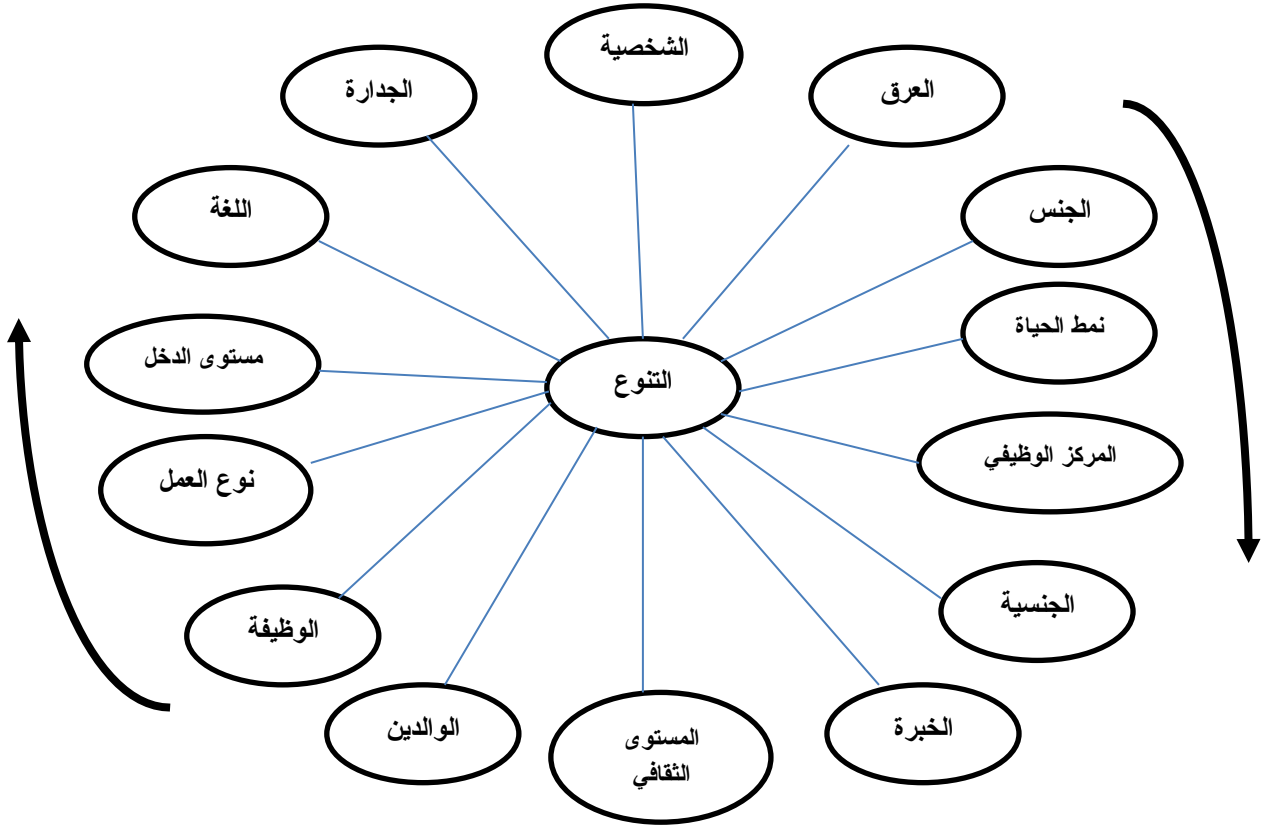 الشخصية
العرق
الجدارة
الجنس
اللغة
نمط الحياة
مستوى الدخل
التنوع
المركز الوظيفي
نوع العمل
الجنسية
الوظيفة
الخبرة
الوالدين
المستوى
الثقافي